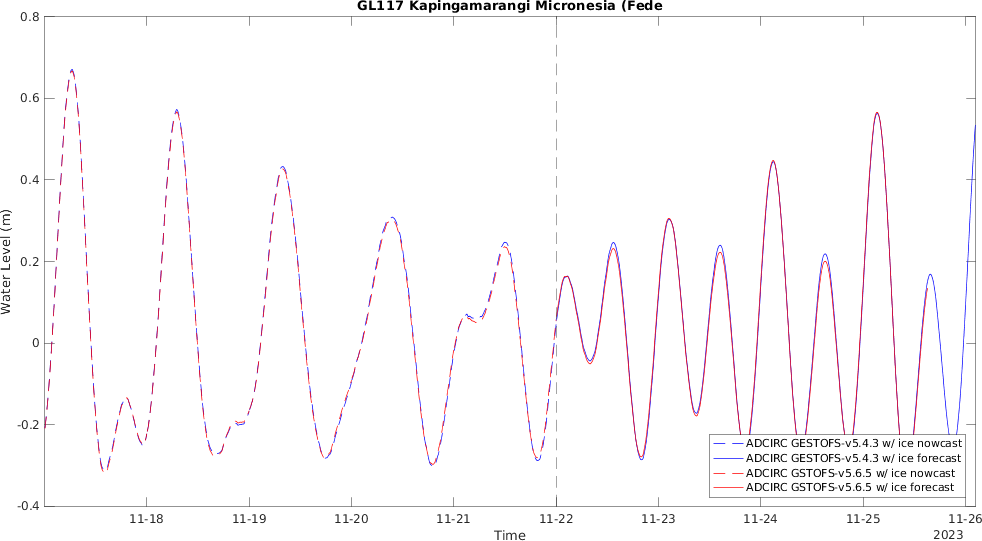 GL117 Kapingamarangi Micronesia (Fede
0.8
0.6
0.4
0.2
0
-0.2
-0.4
Water Level (m)
ADCIRC GESTOFS-v5.4.3 w/ ice nowcast
ADCIRC GESTOFS-v5.4.3 w/ ice forecast
ADCIRC GSTOFS-v5.6.5 w/ ice nowcast
ADCIRC GSTOFS-v5.6.5 w/ ice forecast
11-18 11-19 11-20 11-21 11-22 11-23 11-24 11-25 11-26
Time 2023